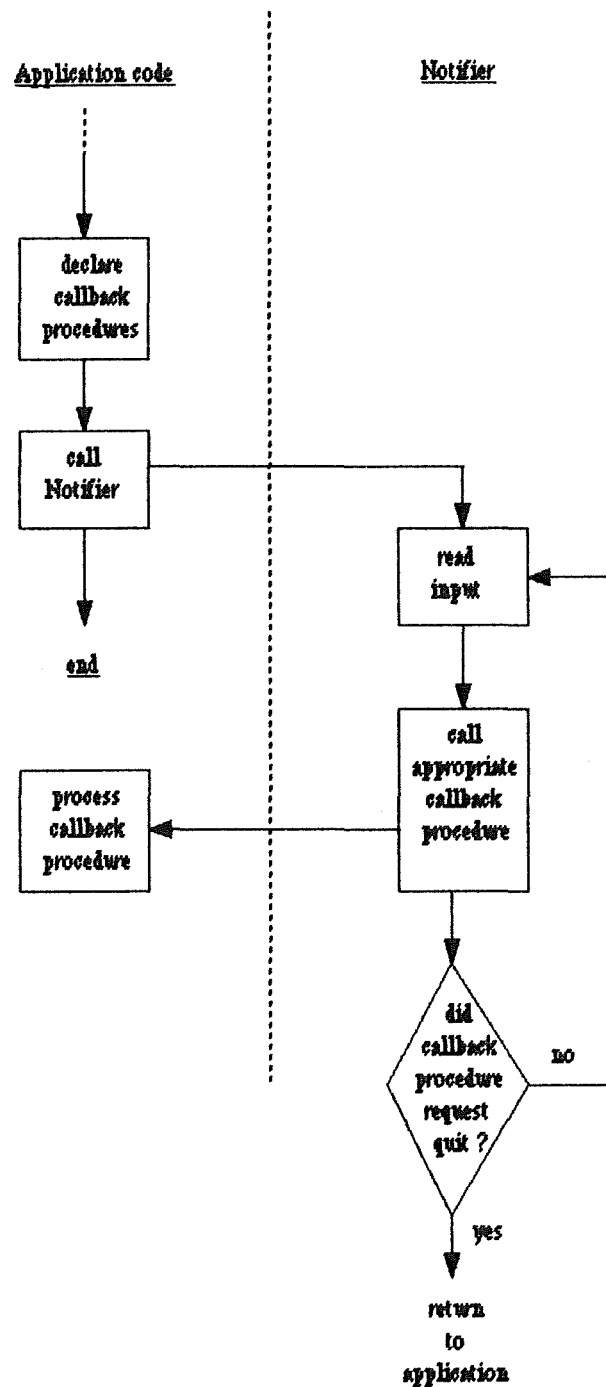 Application code
Notifier
declare
callback
procedures
call
Notifier
end
read
input
call
appropriate
callback
procedure
process
callback
procedure
did
callback
procedure
request
quit ?
no
yes
return
to
application